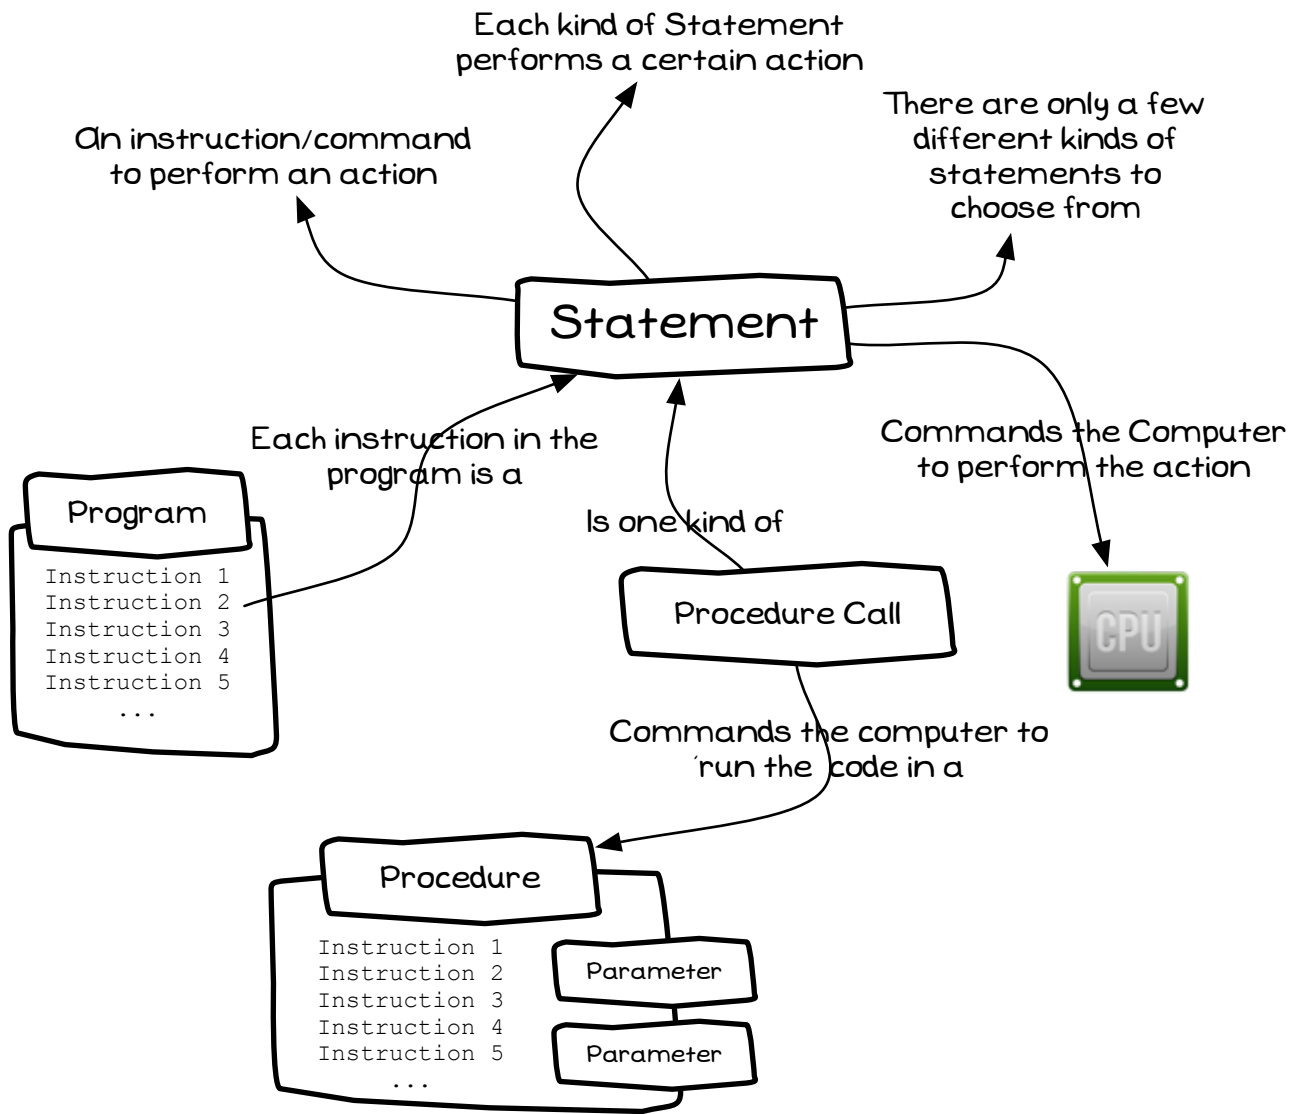 Each kind of Statement
performs a certain action
An instruction/command
to perform an action
There are only a few
different kinds of
statements to
choose from
Statement
Each instruction in the
program is a
Commands the Computer
to perform the action
Program
Instruction 1
Instruction 2
Instruction 3
Instruction 4
Instruction 5
...
Is one kind of
Procedure Call
CPU
Commands the computer to
'run the code in a
Procedure
Instruction 1
Instruction 2
Instruction 3
Instruction 4
Instruction 5
...
Parameter
Parameter